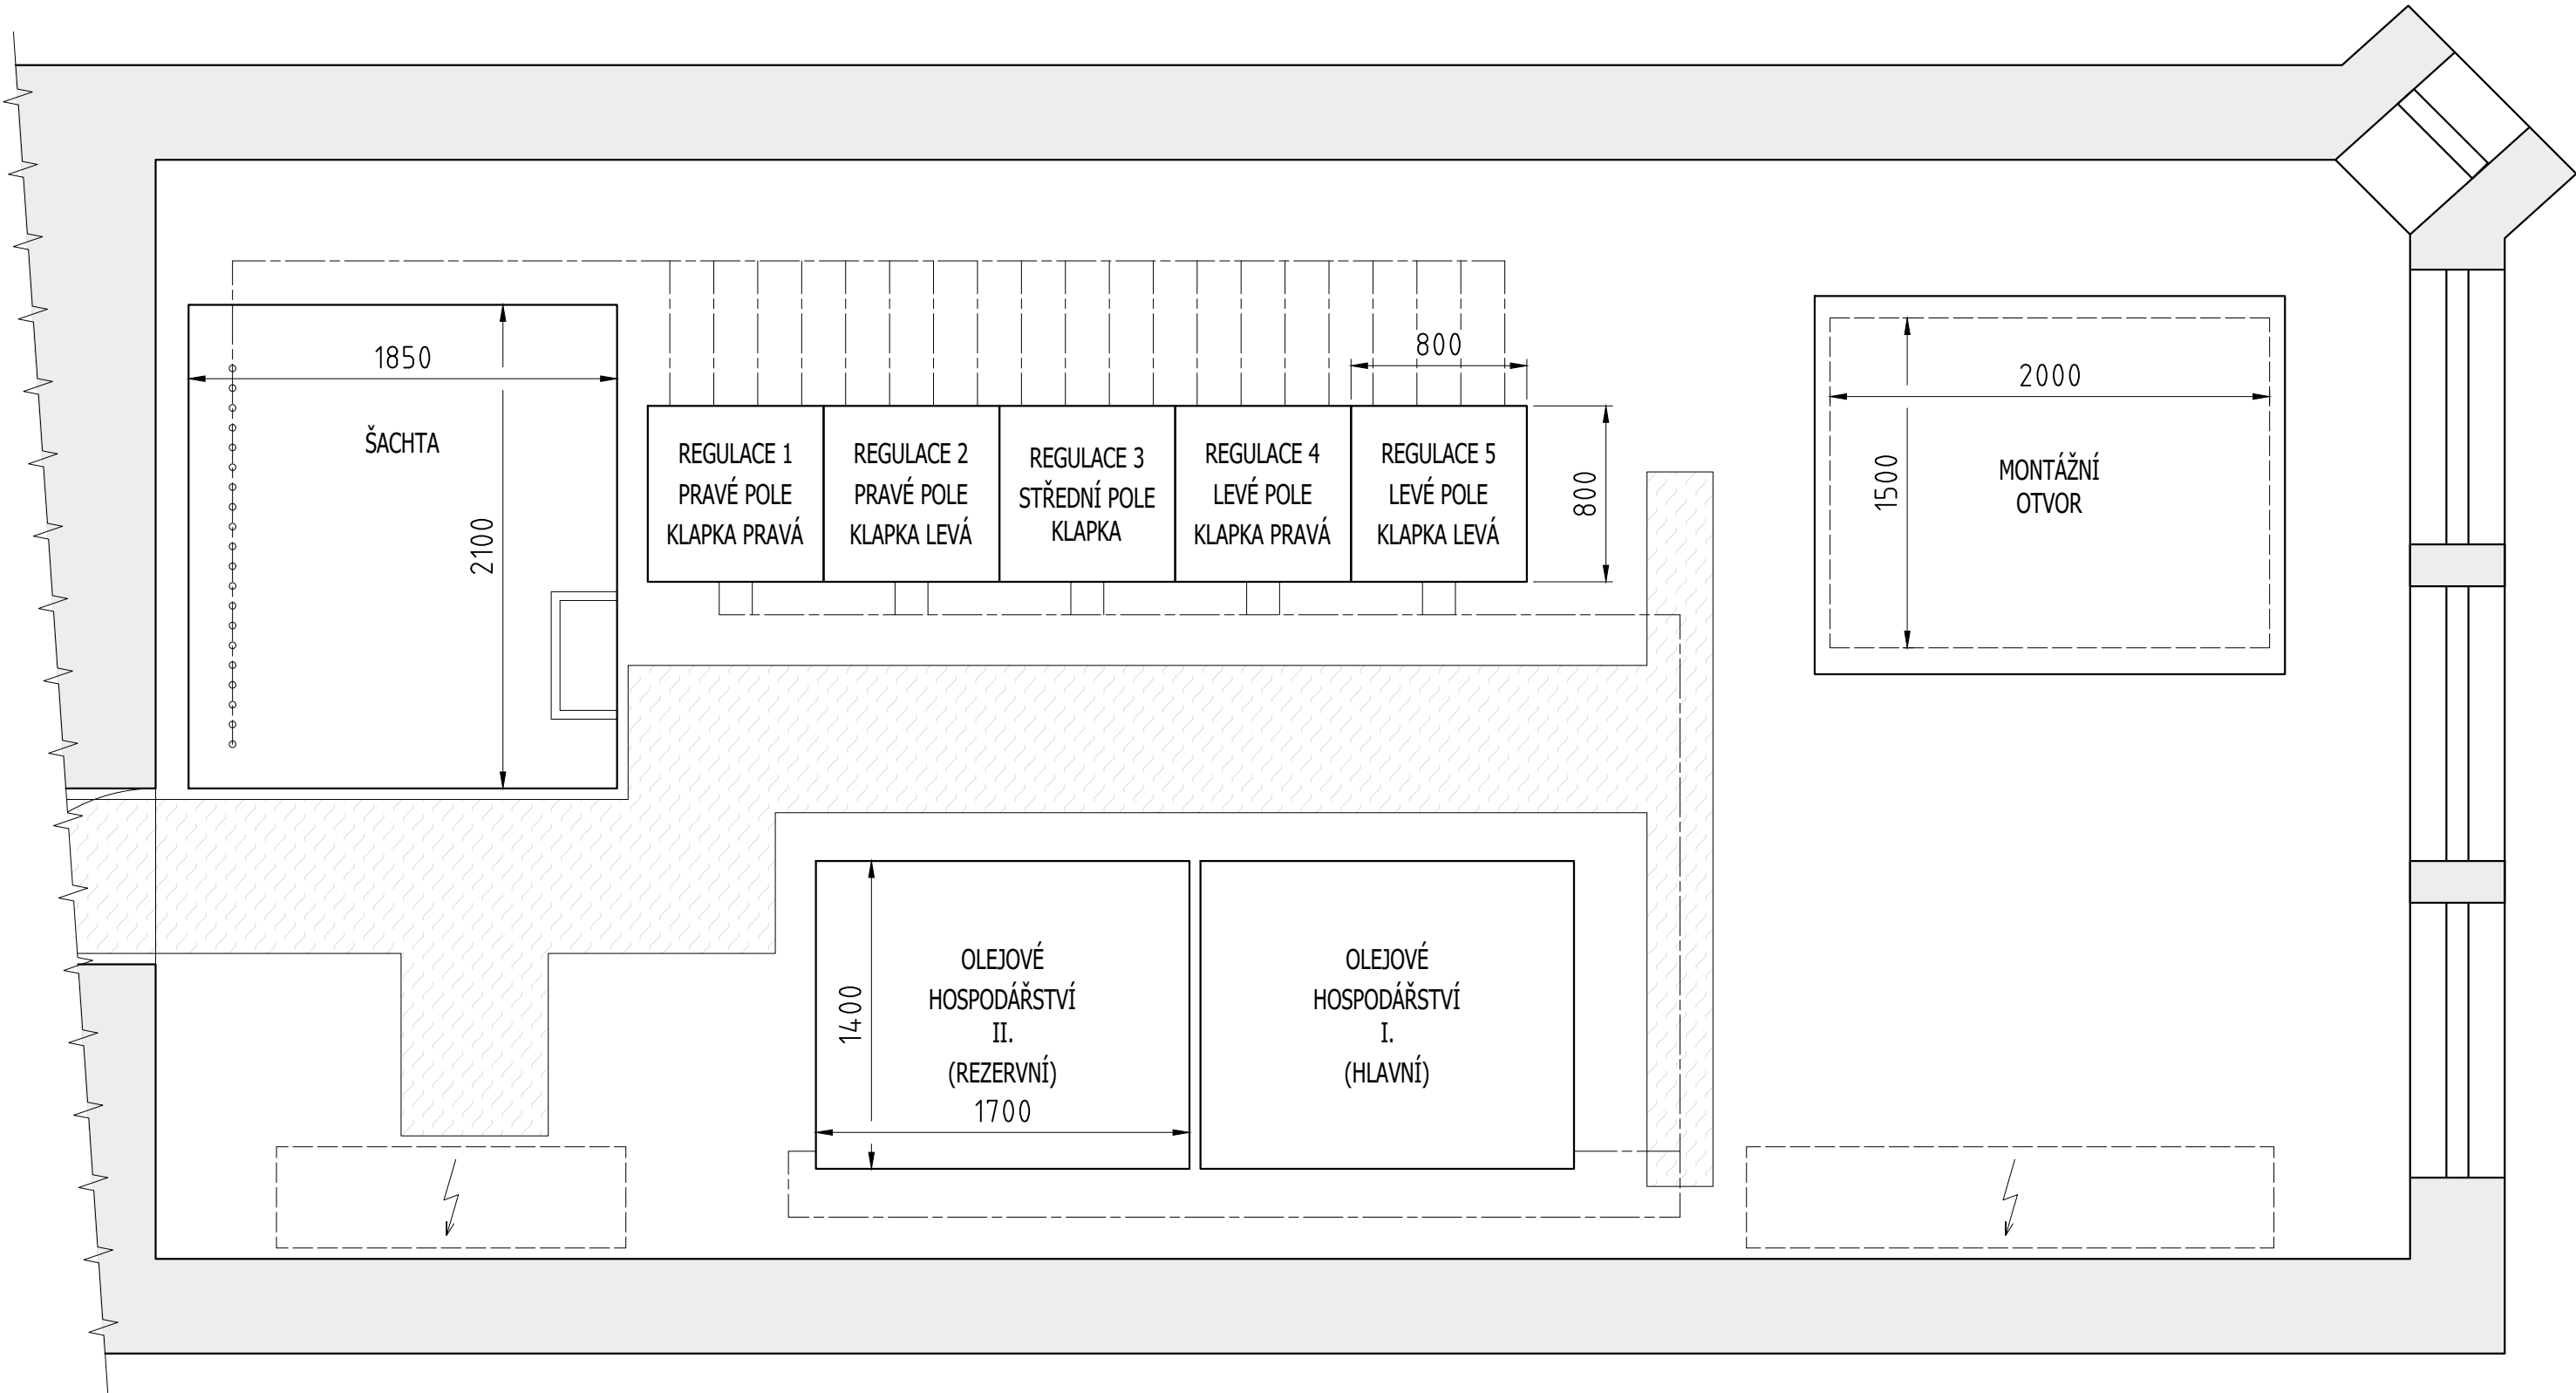 1850
ŠACHTA
2100
REGULACE 1
PRAVÉ POLE
KLAPKA PRAVÁ
REGULACE 2
PRAVÉ POLE
KLAPKA LEVÁ
REGULACE 3
STŘEDNÍ POLE
KLAPKA
REGULACE 4
LEVÉ POLE
KLAPKA PRAVÁ
800
REGULACE 5
LEVÉ POLE
KLAPKA LEVÁ
800
2000
1500
MONTÁŽNÍ
OTVOR
OLEJOVÉ
HOSPODÁŘSTVÍ
II.
(REZERVNÍ)
1400
1700
OLEJOVÉ
HOSPODÁŘSTVÍ
I.
(HLAVNÍ)